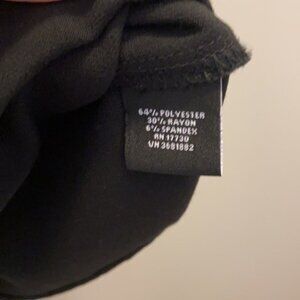 64% POLYESTER
30% RAYON
6% SPANDEX
RN 17730
VN 3681882